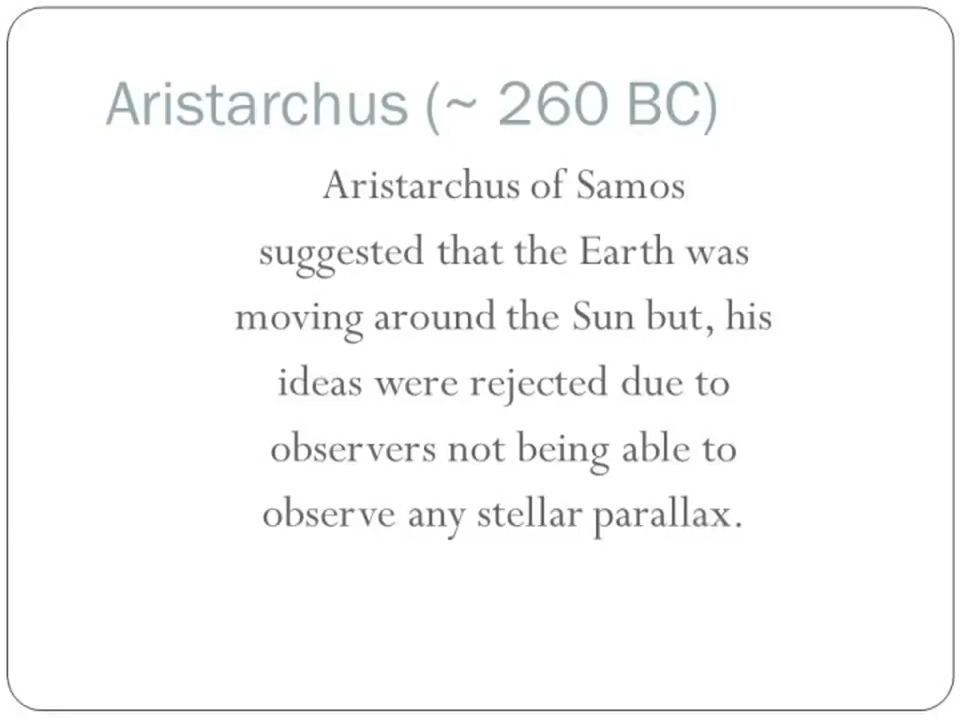 Aristarchus (~ 260 BC)
Aristarchus of Samos
suggested that the Earth was
moving around the Sun but, his
ideas were rejected due to
observers not being able to
observe any stellar parallax.